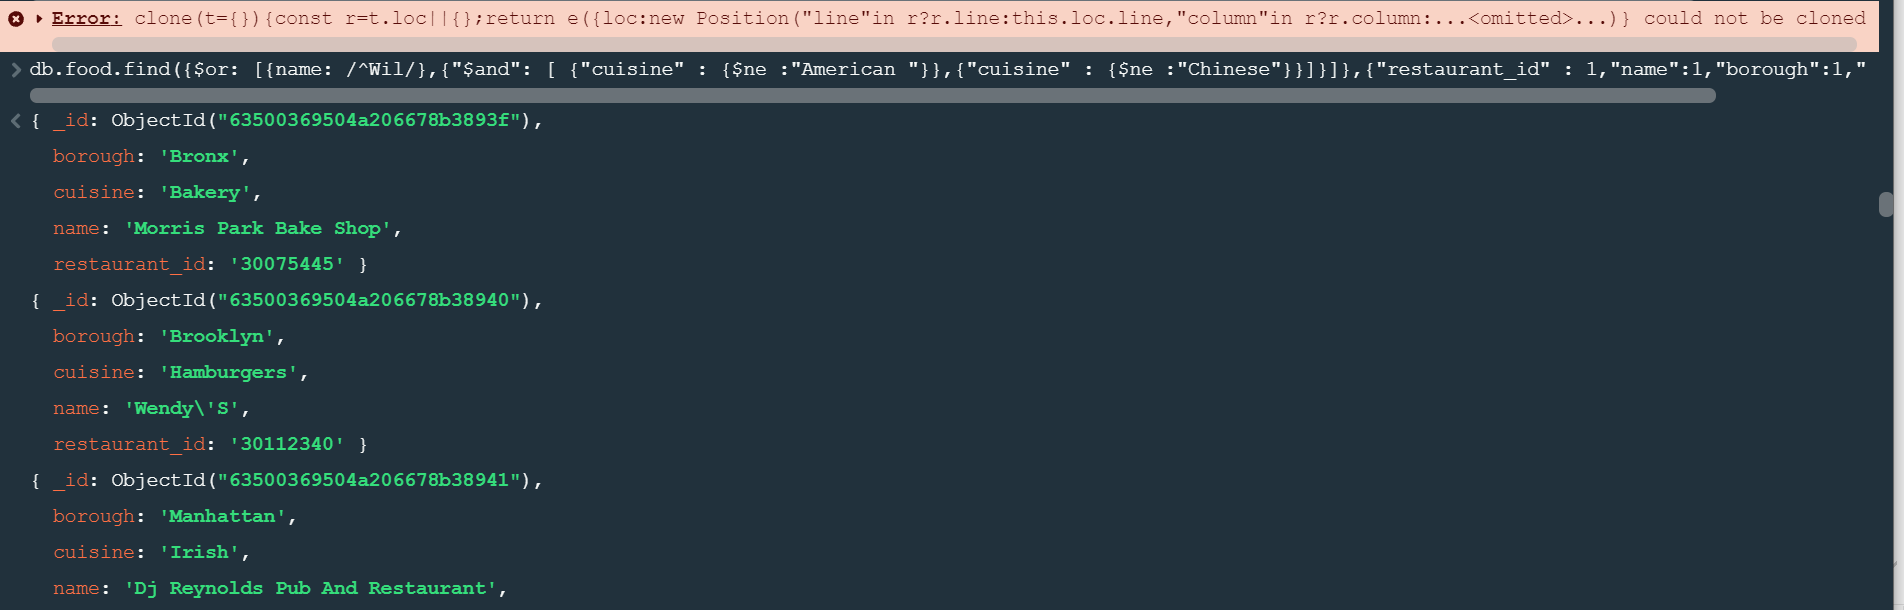 Error: clone(t={}){const r=t.loc||{};return e({loc:new Position("line"in r?r.line:this.loc.line,"column"in r?r.column:...<omitted>...)} could not be cloned
db.food.find({$or: [{name: /^Wil/},{"$and": [ {"cuisine" : {$ne :"American "}},{"cuisine" : {$ne :"Chinese"}}]}]},{"restaurant_id" : 1,"name":1,"borough":1,"
{ _id: ObjectId("63500369504a206678b3893f"),
borough: 'Bronx',
cuisine: 'Bakery',
name: 'Morris Park Bake Shop',
restaurant_id: '30075445' }
{ _id: ObjectId("63500369504a206678b38940"),
borough: 'Brooklyn',
cuisine: 'Hamburgers',
name: 'Wendy\'S',
restaurant_id: '30112340' }
{ _id: ObjectId("63500369504a206678b38941"),
borough: 'Manhattan',
cuisine: 'Irish',
name: 'Dj Reynolds Pub And Restaurant',